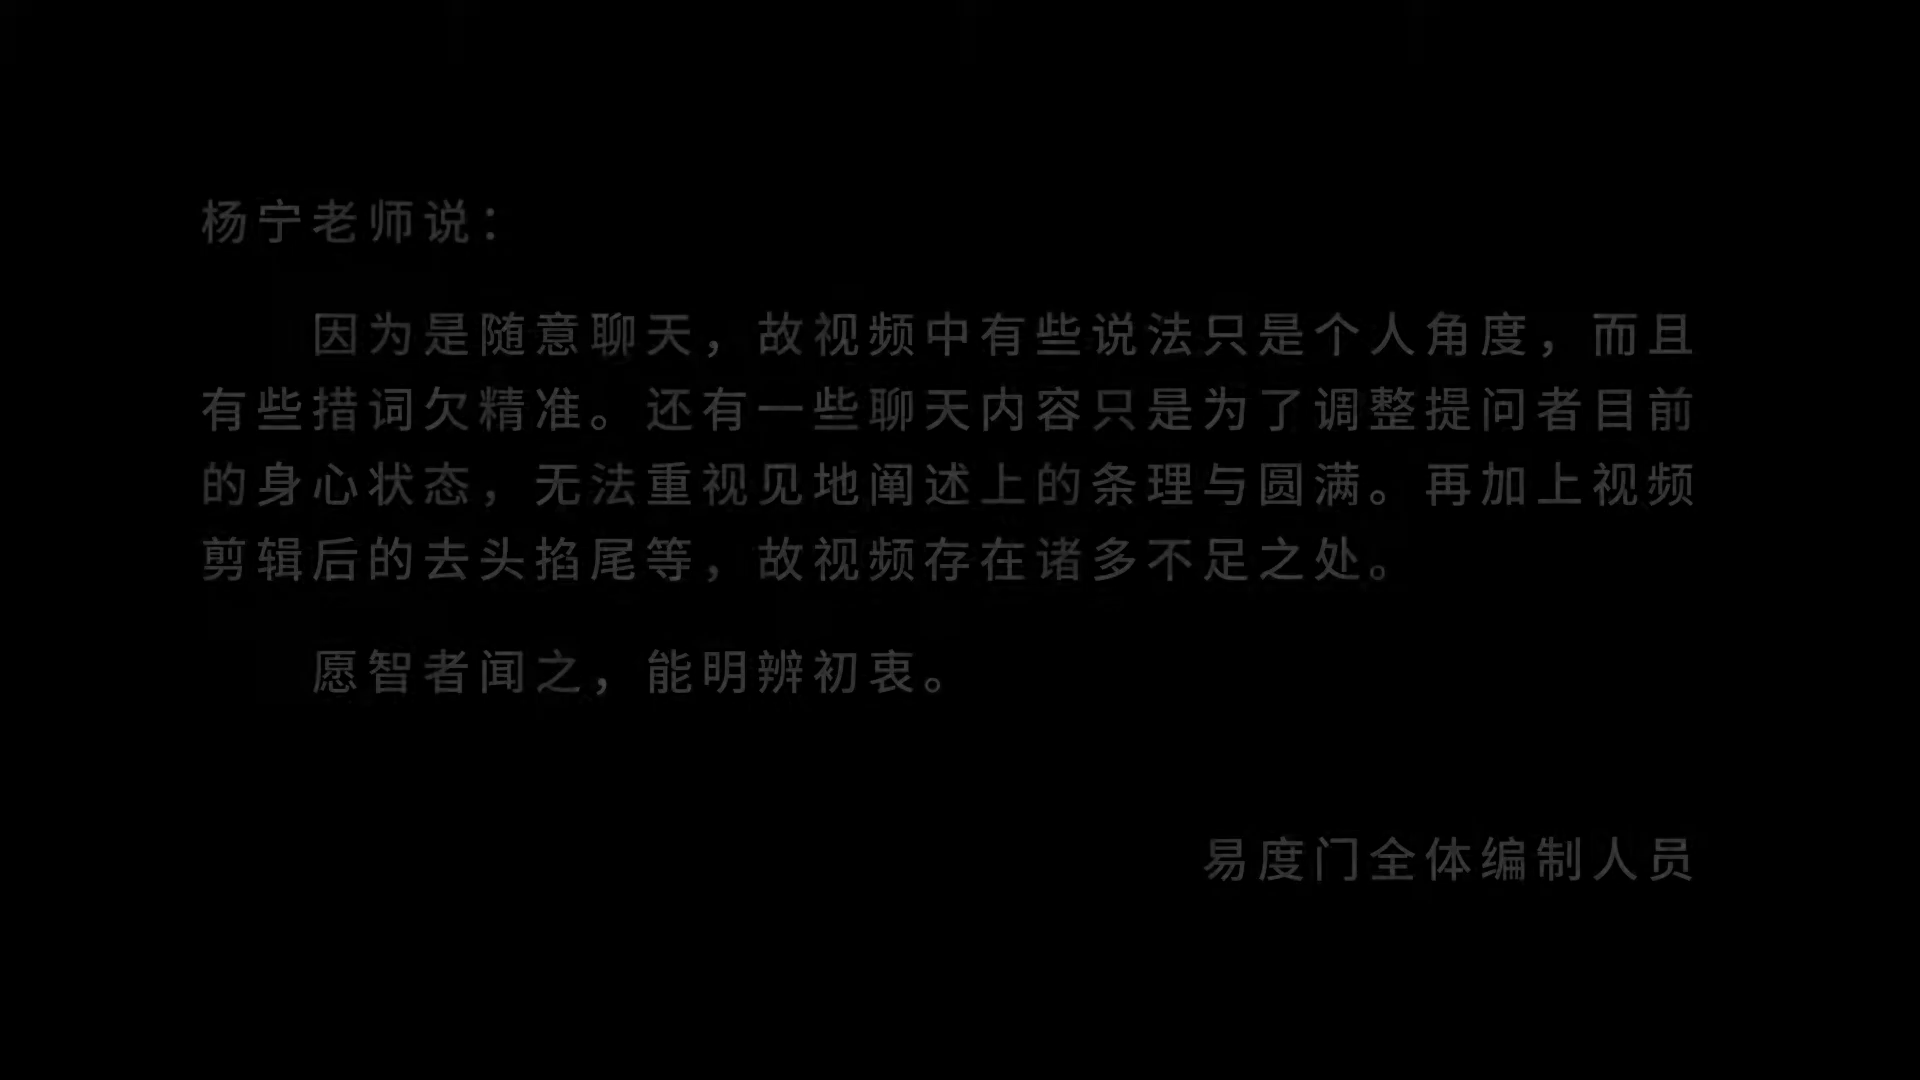 杨宁老师说：
因为是随意聊天，故视频中有些说法只是个人角度，而且
有些措词欠精准。还有一些聊天内容只是为了调整提问者目前
的身心状态，无法重视见地阐述上的条理与圆满。再加上视频
剪辑后的去头掐尾等，故视频存在诸多不足之处。
愿智者闻之，能明辨初衷。
易度门全体编制人员